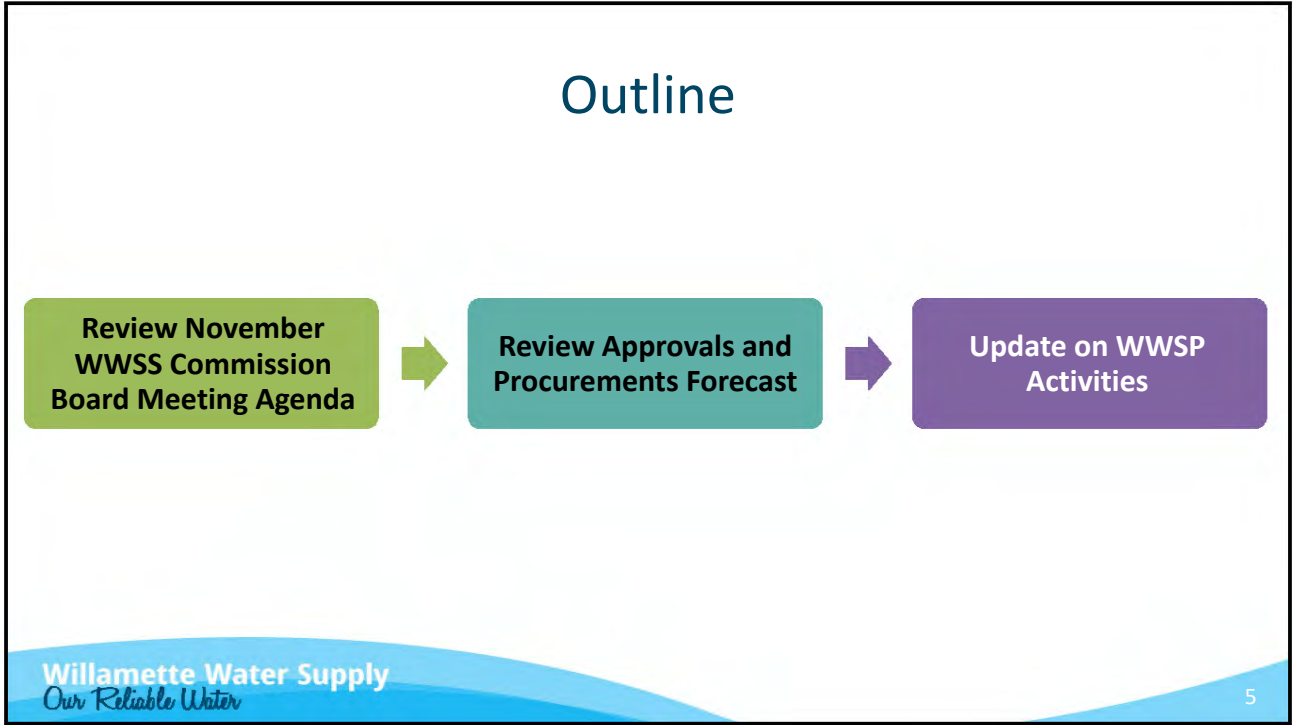 Outline
Review November
WWSS Commission
Board Meeting Agenda
Review Approvals and
Procurements Forecast
Update on WWSP
Activities
Willamette Water Supply
Our Reliable Water
5